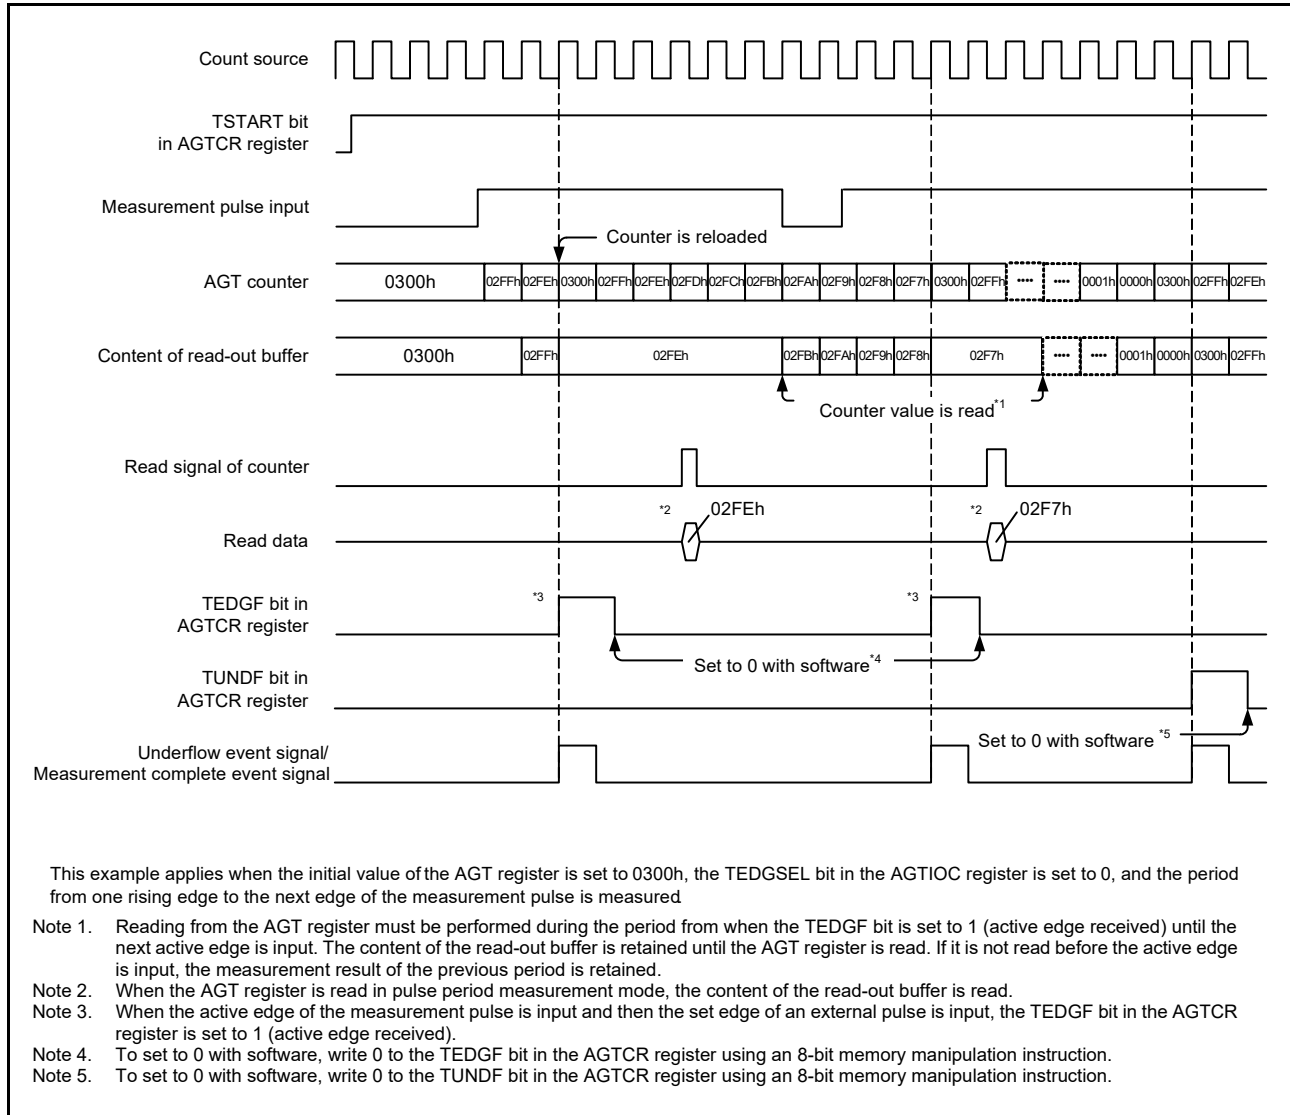 Count source
TSTART bit
in AGTCR register
Measurement pulse input
Counter is reloaded
AGT counter
0300h 02FFh 02FEh 0300h 02FFh 02FEh 02FDh 02FCh 02FBh 02FAh 02F9h 02F8h 02F7h 0300h 02FFh •••• •••• 0001h 0000h 0300h 02FFh 02FEh
Content of read-out buffer
0300h 02FFh 02FEh 02FBh 02FAh 02F9h 02F8h 02F7h •••• •••• 0001h 0000h 0300h 02FFh
Counter value is read*1
Read signal of counter
*2 02FEh *2 02F7h
Read data
*3 *3
TEDGF bit in
AGTCR register
Set to 0 with software*4
TUNDF bit in
AGTCR register
Set to 0 with software *5
Underflow event signal/
Measurement complete event signal
This example applies when the initial value of the AGT register is set to 0300h, the TEDGSEL bit in the AGTIOC register is set to 0, and the period
from one rising edge to the next edge of the measurement pulse is measured
Note 1. Reading from the AGT register must be performed during the period from when the TEDGF bit is set to 1 (active edge received) until the
next active edge is input. The content of the read-out buffer is retained until the AGT register is read. If it is not read before the active edge
is input, the measurement result of the previous period is retained.
Note 2. When the AGT register is read in pulse period measurement mode, the content of the read-out buffer is read.
Note 3. When the active edge of the measurement pulse is input and then the set edge of an external pulse is input, the TEDGF bit in the AGTCR
register is set to 1 (active edge received).
Note 4. To set to 0 with software, write 0 to the TEDGF bit in the AGTCR register using an 8-bit memory manipulation instruction.
Note 5. To set to 0 with software, write 0 to the TUNDF bit in the AGTCR register using an 8-bit memory manipulation instruction.